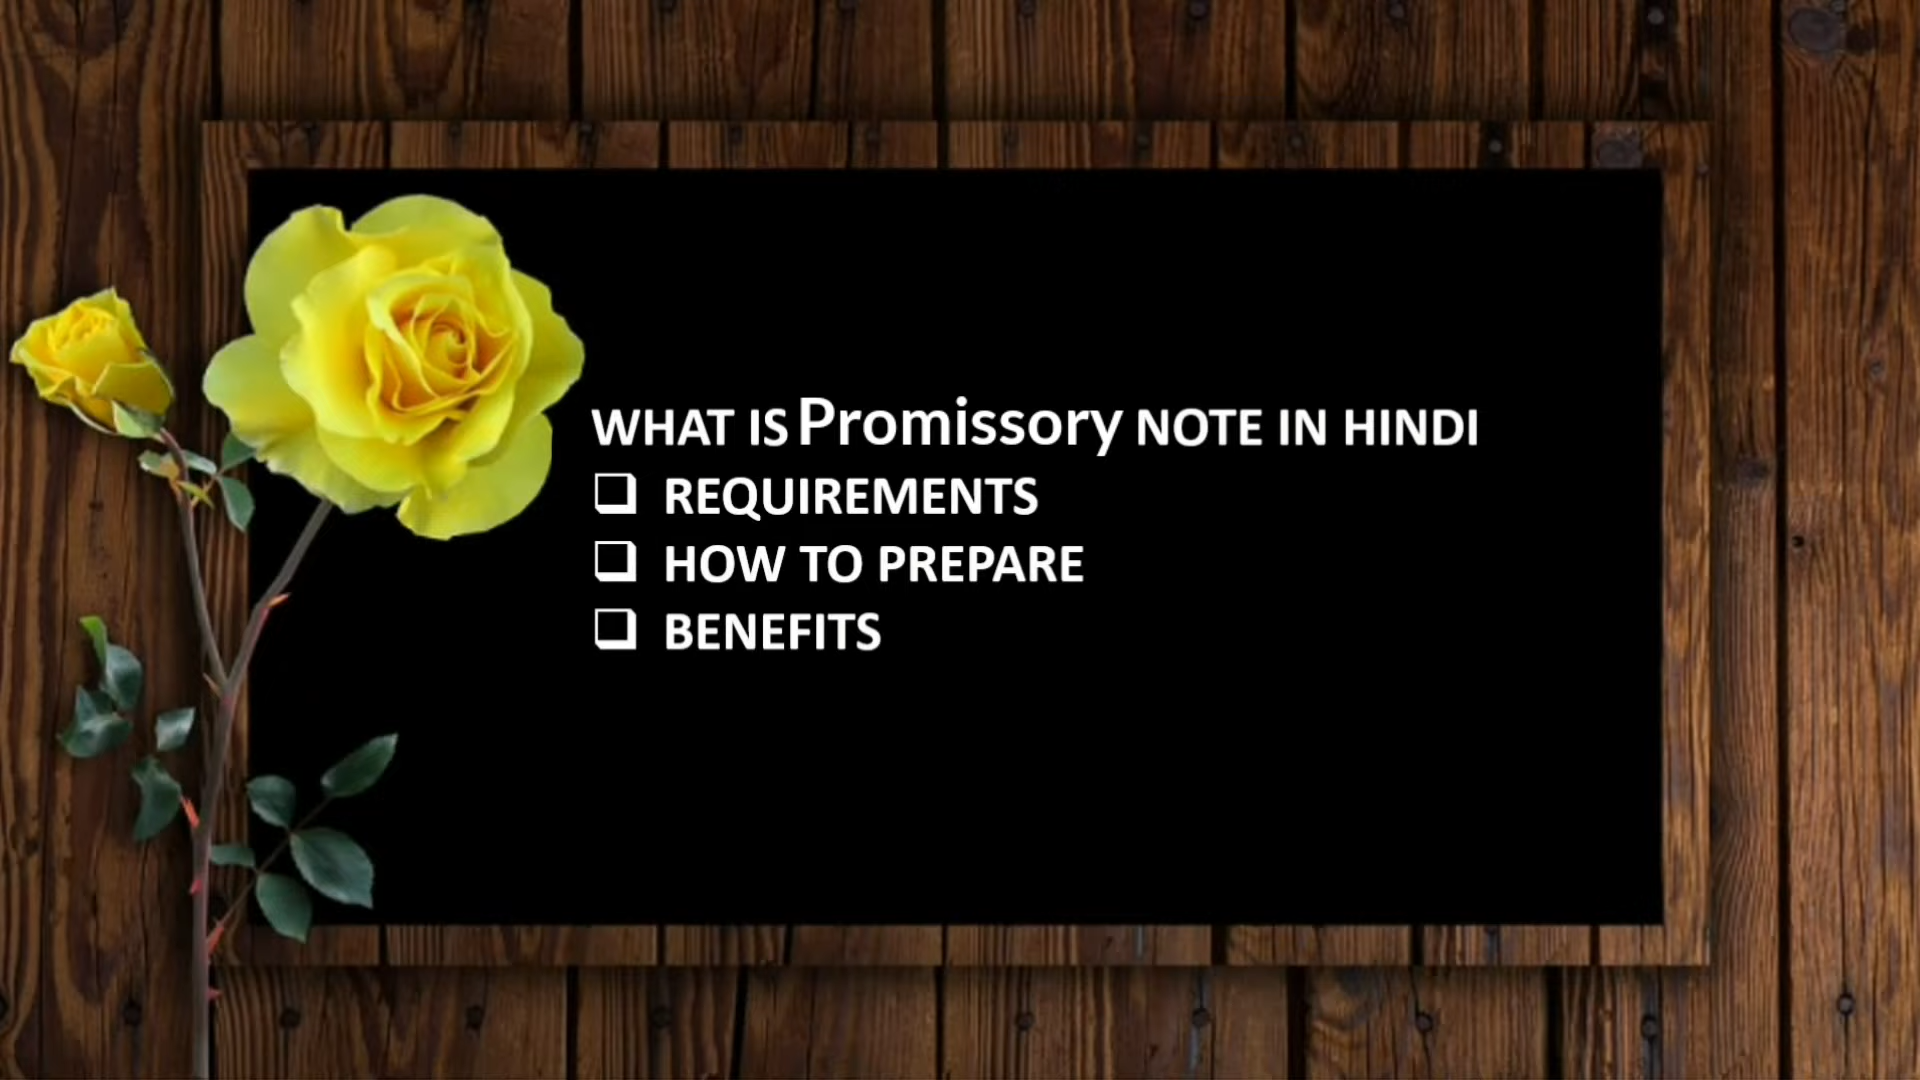 WHAT IS Promissory NOTE IN HINDI
❑ REQUIREMENTS
❑ HOW TO PREPARE
❑ BENEFITS